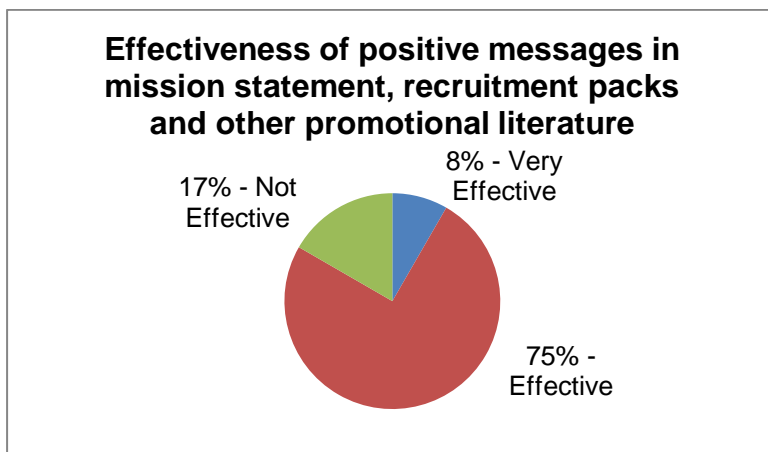 Effectiveness of positive messages in
mission statement, recruitment packs
and other promotional literature
8% - Very
Effective
17% - Not
Effective
75% -
Effective